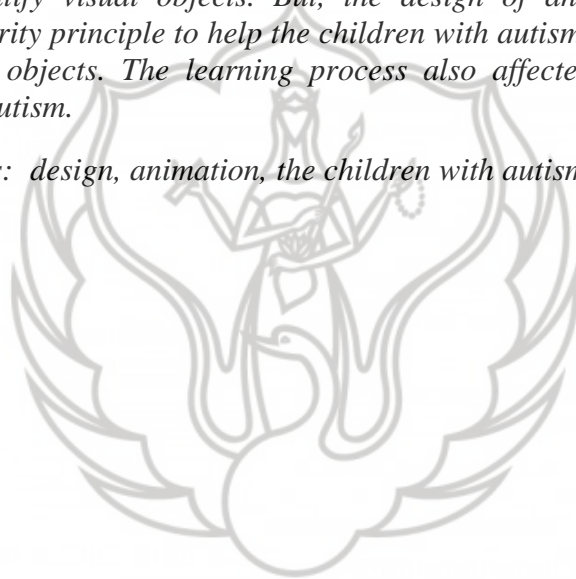 tify visual objects. But, the design of an
rity principle to help the children with autism
objects. The learning process also affecte
utism.
: design, animation, the children with autism